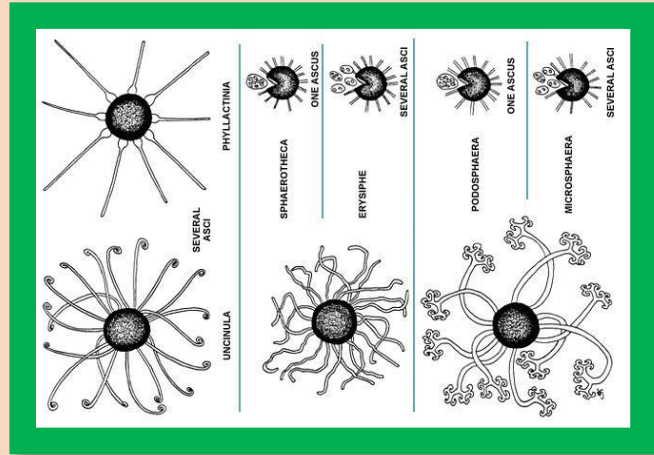 SEVERAL
ASCI
UNCINULA
PHYLLACTINIA
SPHAEROTHECA
ONE ASCUS
ERYSIPHE
SEVERAL ASCI
PODOSPHAERA
ONE ASCUS
MICROSPHAERA
SEVERAL ASCI